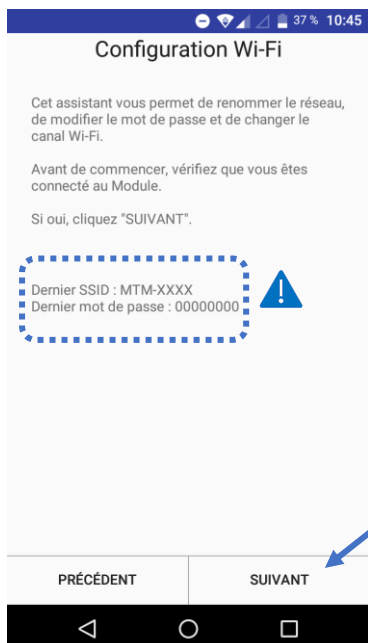 37 % 10:45
Configuration Wi-Fi
Cet assistant vous permet de renommer le réseau,
de modifier le mot de passe et de changer le
canal Wi-Fi.
Avant de commencer, vérifiez que vous êtes
connecté au Module.
Si oui, cliquez "SUIVANT".
Dernier SSID : MTM-XXXX
Dernier mot de passe : 00000000
PRÉCÉDENT
SUIVANT